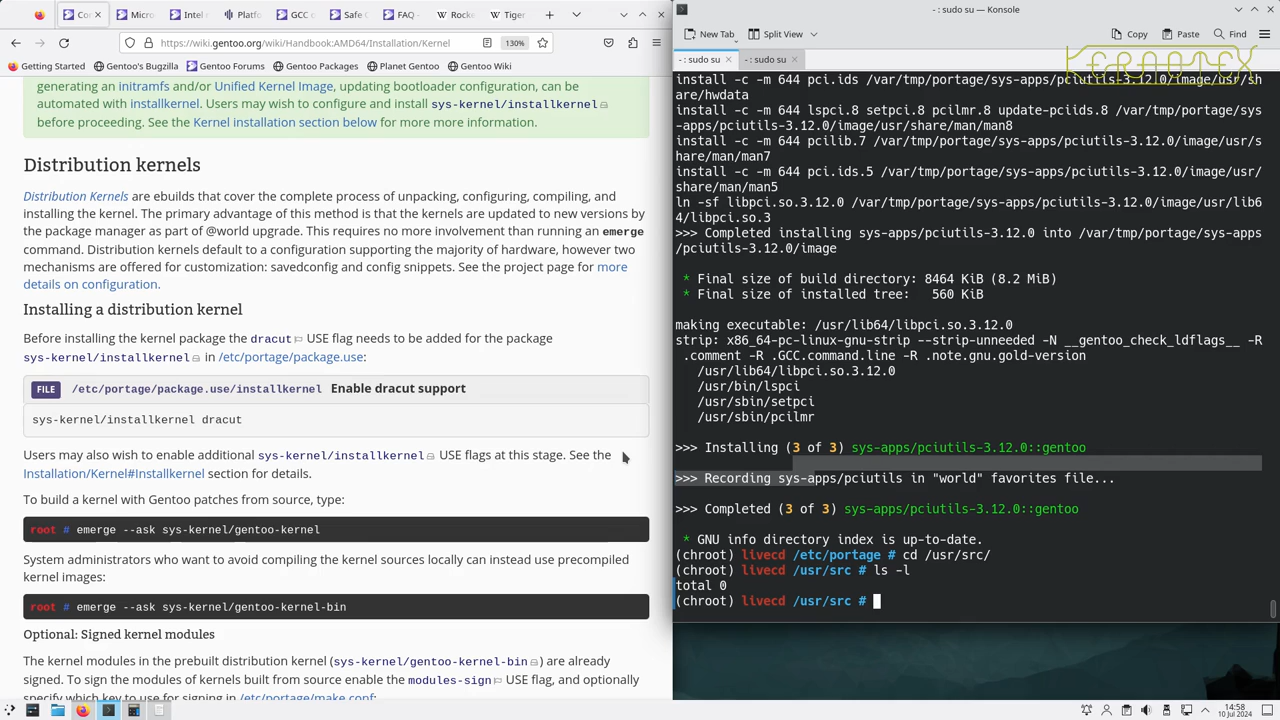 Cor
Micro
Intel
Platf
GCC o
Safe
FAQ -
Rocke
Tiger
- : sudo su — Konsole
https://wiki.gentoo.org/wiki/Handbook:AMD64/Installation/Kernel
130%
New Tab
Split View
Copy
Paste
Find
Getting Started
Gentoo's Bugzilla
Gentoo Forums
Gentoo Packages
Planet Gentoo
Gentoo Wiki
- : sudo su
- : sudo su
KERNOTEX
generating an initramfs and/or Unified Kernel Image, updating bootloader configuration, can be
automated with installkernel. Users may wish to configure and install sys-kernel/installkernel
before proceeding. See the Kernel installation section below for more more information.
Distribution kernels
Distribution Kernels are ebuilds that cover the complete process of unpacking, configuring, compiling, and
installing the kernel. The primary advantage of this method is that the kernels are updated to new versions by
the package manager as part of @world upgrade. This requires no more involvement than running an emerge
command. Distribution kernels default to a configuration supporting the majority of hardware, however two
mechanisms are offered for customization: savedconfig and config snippets. See the project page for more
details on configuration.
Installing a distribution kernel
Before installing the kernel package the dracut USE flag needs to be added for the package
sys-kernel/installkernel in /etc/portage/package.use:
FILE /etc/portage/package.use/installkernel Enable dracut support
sys-kernel/installkernel dracut
Users may also wish to enable additional sys-kernel/installkernel USE flags at this stage. See the
Installation/Kernel#Installkernel section for details.
To build a kernel with Gentoo patches from source, type:
root # emerge --ask sys-kernel/gentoo-kernel
System administrators who want to avoid compiling the kernel sources locally can instead use precompiled
kernel images:
root # emerge --ask sys-kernel/gentoo-kernel-bin
Optional: Signed kernel modules
The kernel modules in the prebuilt distribution kernel (sys-kernel/gentoo-kernel-bin) are already
signed. To sign the modules of kernels built from source enable the modules-sign USE flag, and optionally
specify which key to use for signing in /etc/portage/make.conf:
install -c -m 644 pci.ids /var/tmp/portage/sys-apps/pciutils-3.12.0/image/usr/sh
are/hwdata
install -c -m 644 lspci.8 setpci.8 pcilmr.8 update-pciids.8 /var/tmp/portage/sys
-apps/pciutils-3.12.0/image/usr/share/man/man8
install -c -m 644 pcilib.7 /var/tmp/portage/sys-apps/pciutils-3.12.0/image/usr/s
hare/man/man7
install -c -m 644 pci.ids.5 /var/tmp/portage/sys-apps/pciutils-3.12.0/image/usr/
share/man/man5
ln -sf libpci.so.3.12.0 /var/tmp/portage/sys-apps/pciutils-3.12.0/image/usr/lib6
4/libpci.so.3
>>> Completed installing sys-apps/pciutils-3.12.0 into /var/tmp/portage/sys-apps
/pciutils-3.12.0/image
* Final size of build directory: 8464 KiB (8.2 MiB)
* Final size of installed tree: 560 KiB
making executable: /usr/lib64/libpci.so.3.12.0
strip: x86_64-pc-linux-gnu-strip --strip-unneeded -N __gentoo_check_ldflags__ -R
.comment -R .GCC.command.line -R .note.gnu.gold-version
/usr/lib64/libpci.so.3.12.0
/usr/bin/lspci
/usr/sbin/setpci
/usr/sbin/pcilmr
>>> Installing (3 of 3) sys-apps/pciutils-3.12.0::gentoo
>>> Recording sys-apps/pciutils in "world" favorites file...
>>> Completed (3 of 3) sys-apps/pciutils-3.12.0::gentoo
* GNU info directory index is up-to-date.
(chroot) livecd /etc/portage # cd /usr/src/
(chroot) livecd /usr/src # ls -l
total 0
(chroot) livecd /usr/src #
14:58
10 Jul 2024